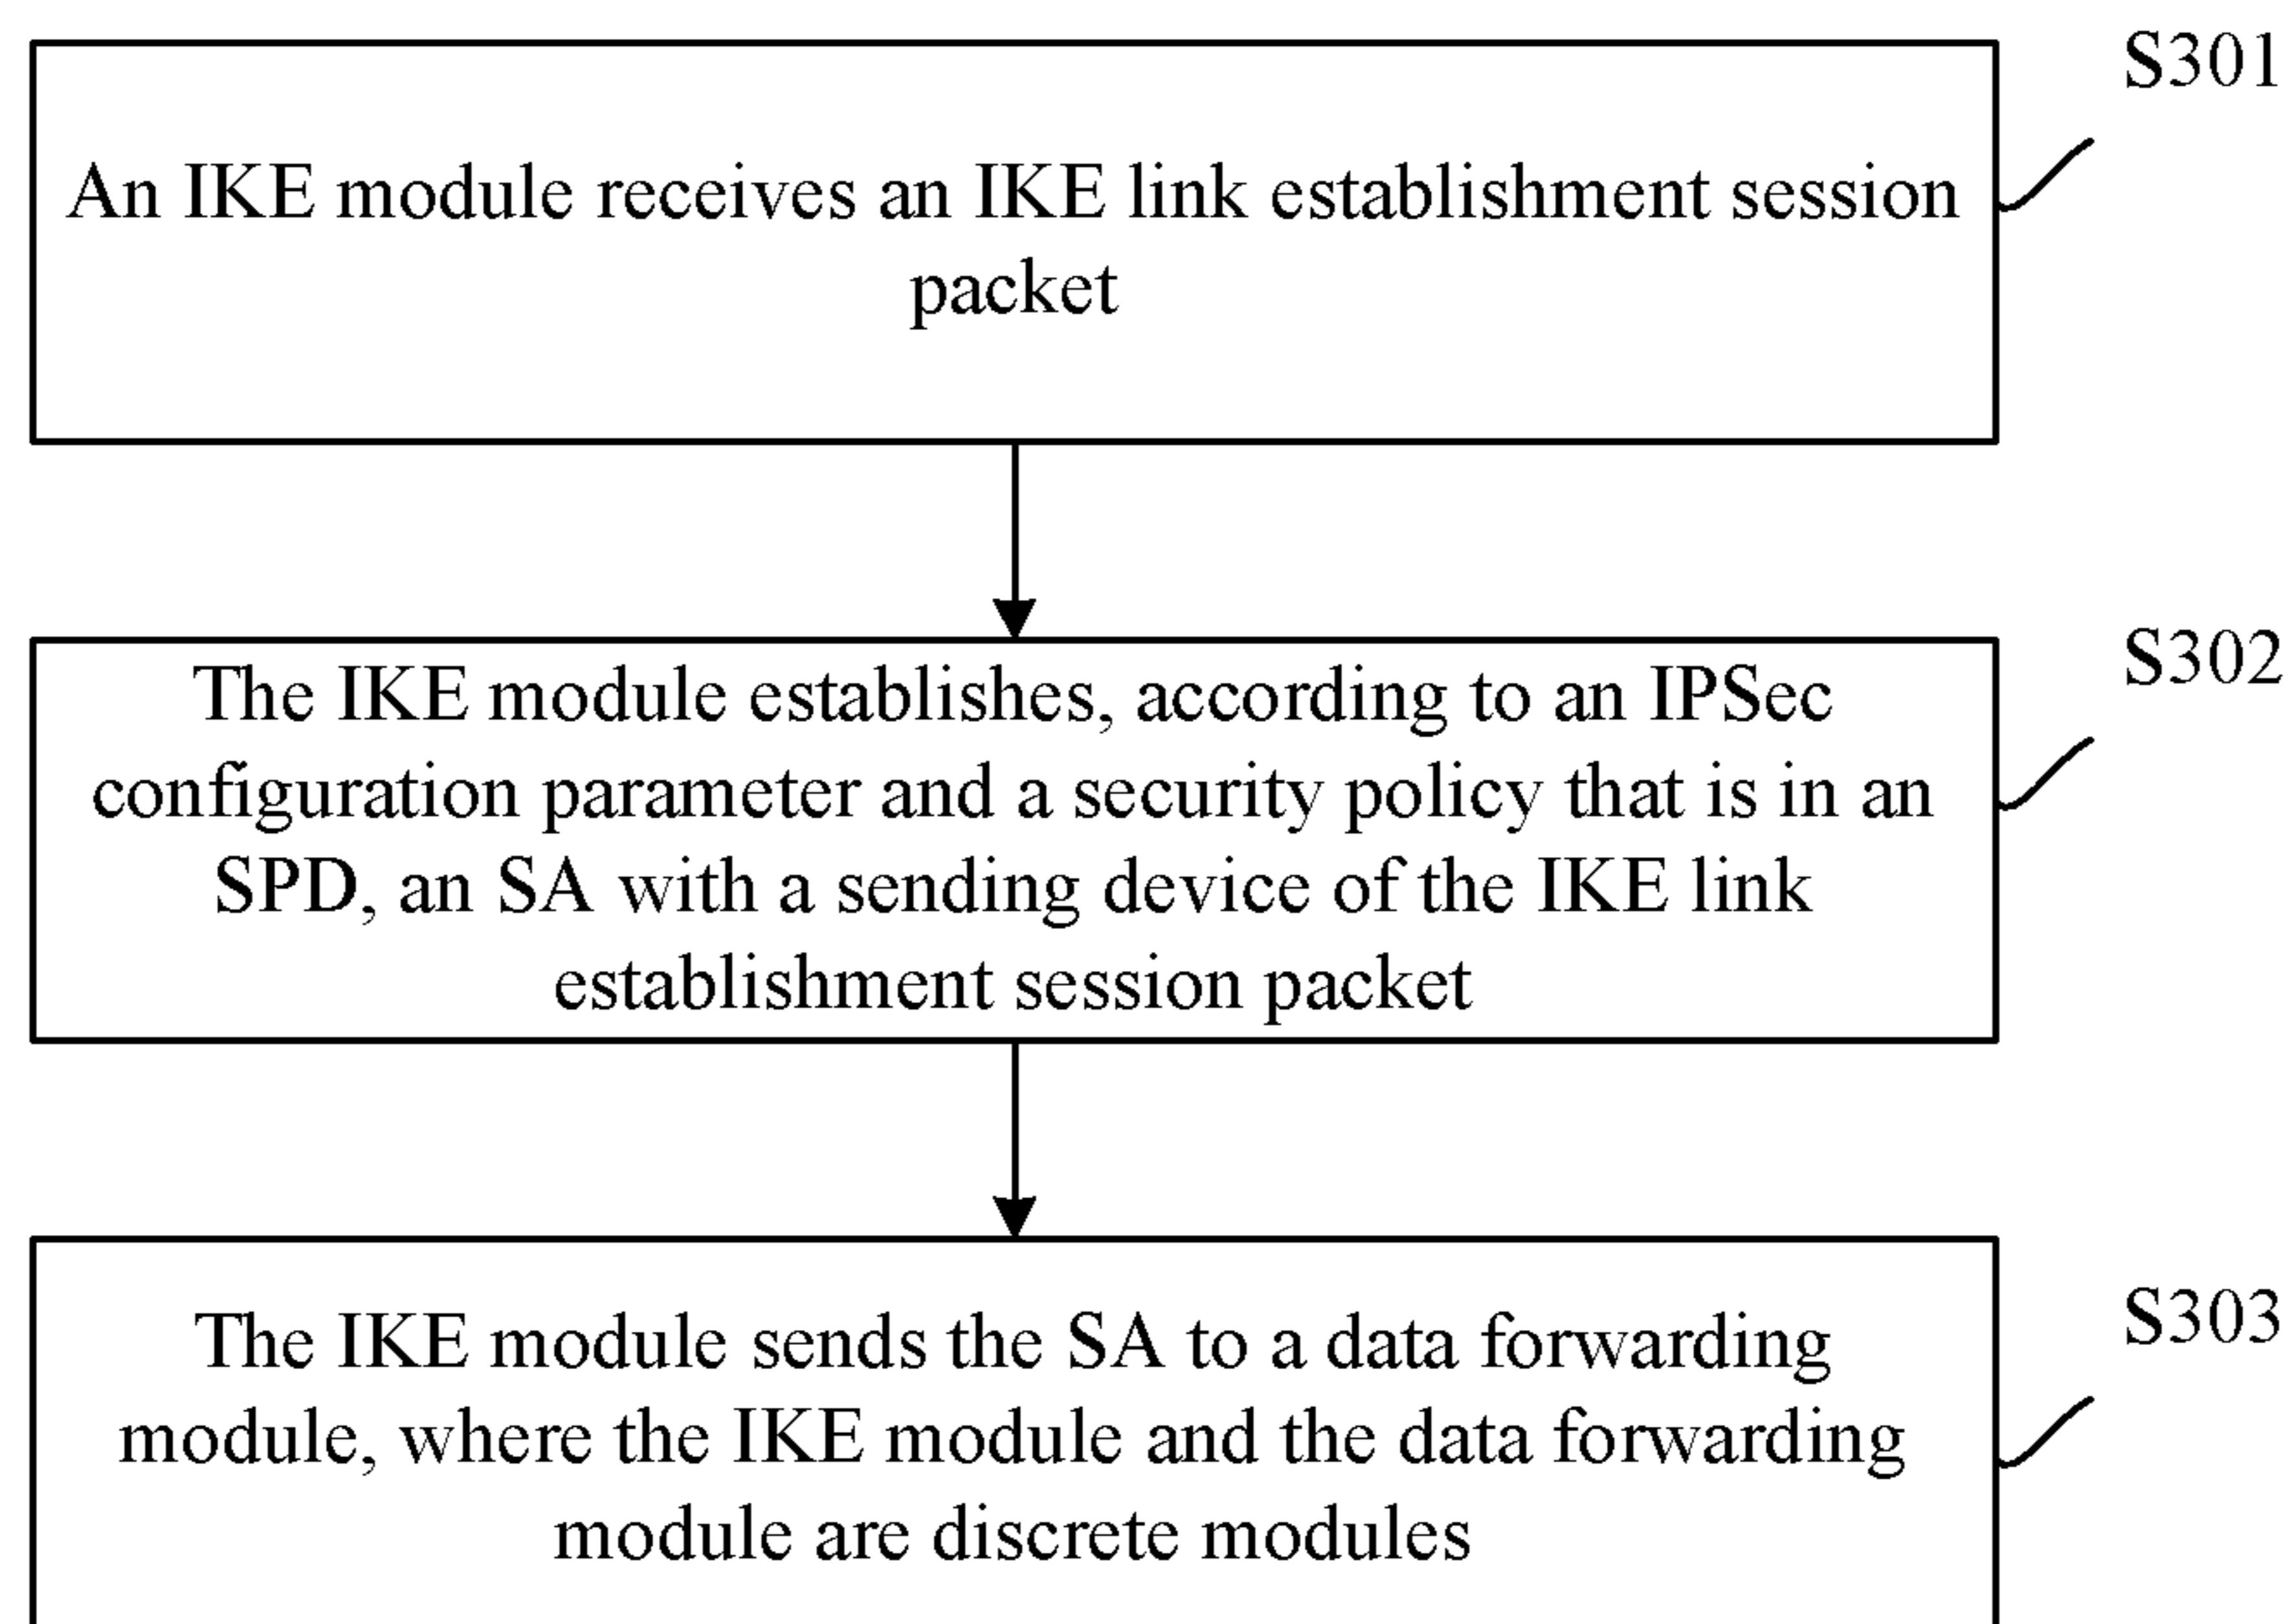 S301
An IKE module receives an IKE link establishment session
packet
S302
The IKE module establishes, according to an IPSec
configuration parameter and a security policy that is in an
SPD, an SA with a sending device of the IKE link
establishment session packet
S303
The IKE module sends the SA to a data forwarding
module, where the IKE module and the data forwarding
module are discrete modules